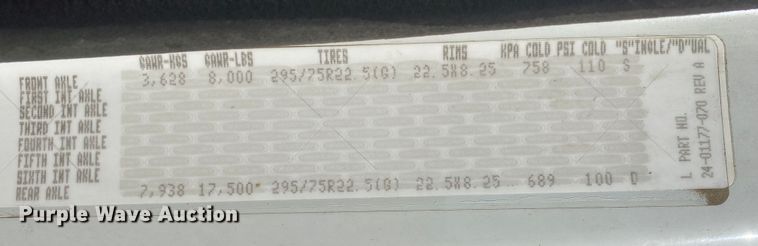 GAWR-KGS GAWR-LBS TIRES RIMS KPA COLD PSI COLD "S"INGLE/"D"UAL
FRONT AXLE 3,628 8,000 295/75R22.5(G) 22.5X8.25 758 110 S
FIRST INT AXLE
SECOND INT AXLE
THIRD INT AXLE
FOURTH INT AXLE
FIFTH INT AXLE
SIXTH INT AXLE
REAR AXLE 7,938 17,500 295/75R22.5(G) 22.5X8.25 689 100 D
L PART NO.
24-01177-070 REV A
Purple Wave Auction